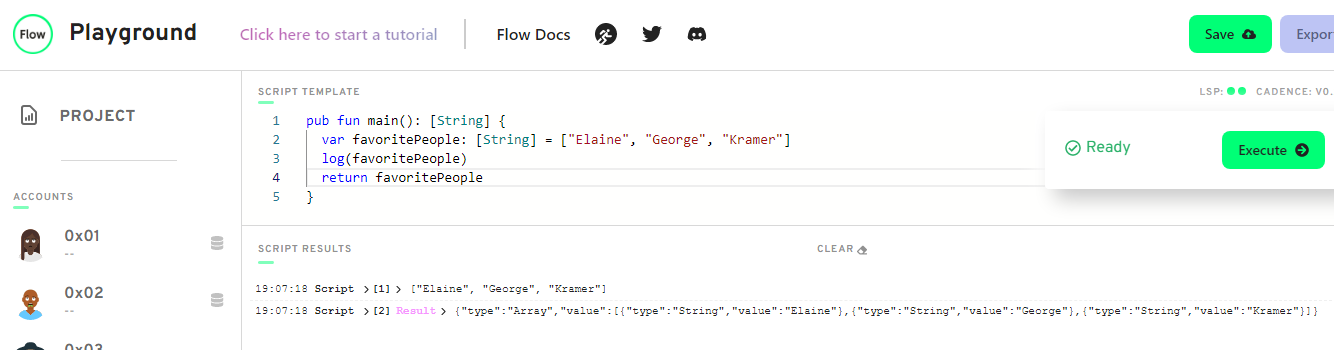 Flow Playground Click here to start a tutorial Flow Docs Save Expor
PROJECT
ACCOUNTS
0x01
--
0x02
--
0x03
SCRIPT TEMPLATE LSP: CADENCE: V0.
1 pub fun main(): [String] {
2 var favoritePeople: [String] = ["Elaine", "George", "Kramer"]
3 log(favoritePeople)
4 return favoritePeople
5 }
Ready Execute
SCRIPT RESULTS CLEAR
19:07:18 Script > [1] > ["Elaine", "George", "Kramer"]
19:07:18 Script > [2] Result > {"type":"Array","value":[{"type":"String","value":"Elaine"},{"type":"String","value":"George"},{"type":"String","value":"Kramer"}]}